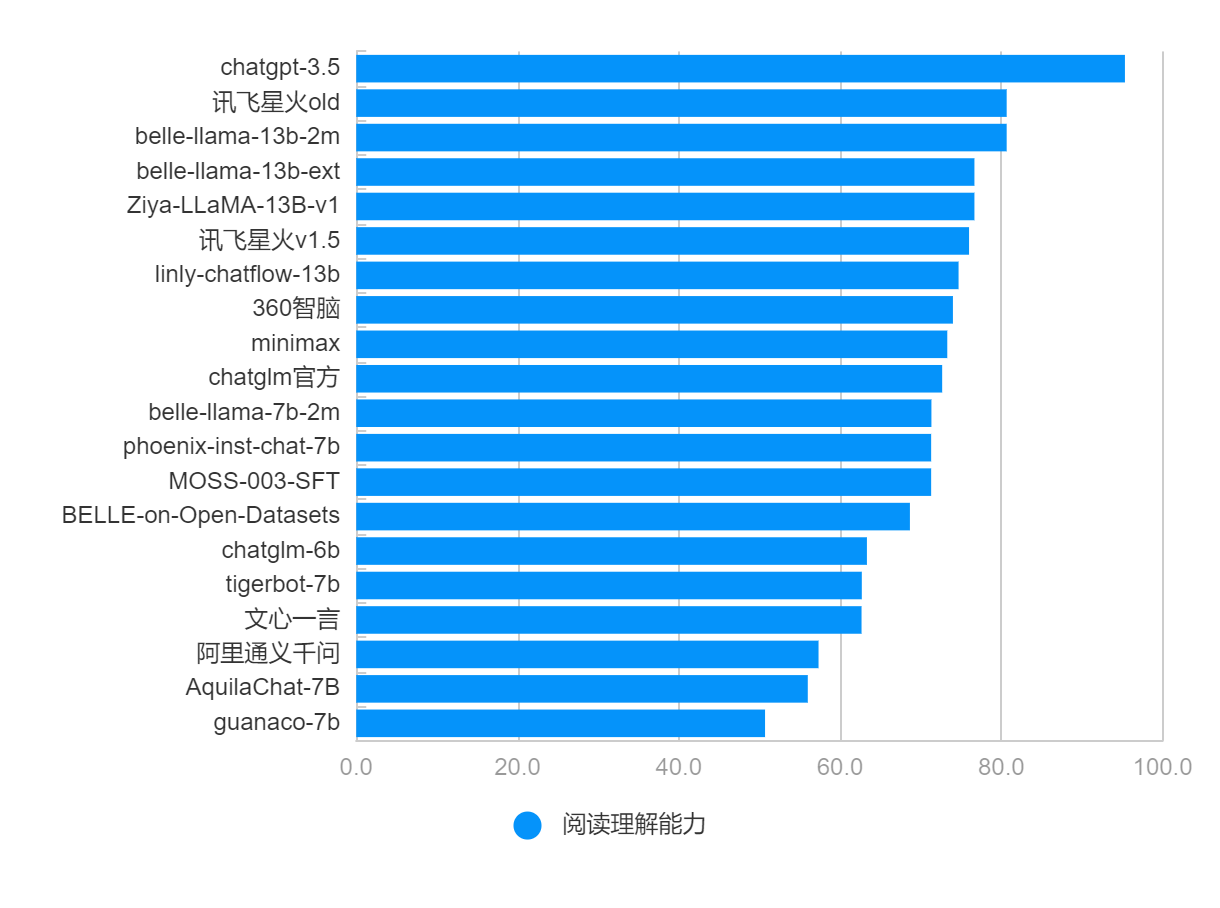 chatgpt-3.5
讯飞星火old
belle-llama-13b-2m
belle-llama-13b-ext
Ziya-LLaMA-13B-v1
讯飞星火v1.5
linly-chatflow-13b
360智脑
minimax
chatglm官方
belle-llama-7b-2m
phoenix-inst-chat-7b
MOSS-003-SFT
BELLE-on-Open-Datasets
chatglm-6b
tigerbot-7b
文心一言
阿里通义千问
AquilaChat-7B
guanaco-7b
0.0 20.0 40.0 60.0 80.0 100.0
阅读理解能力